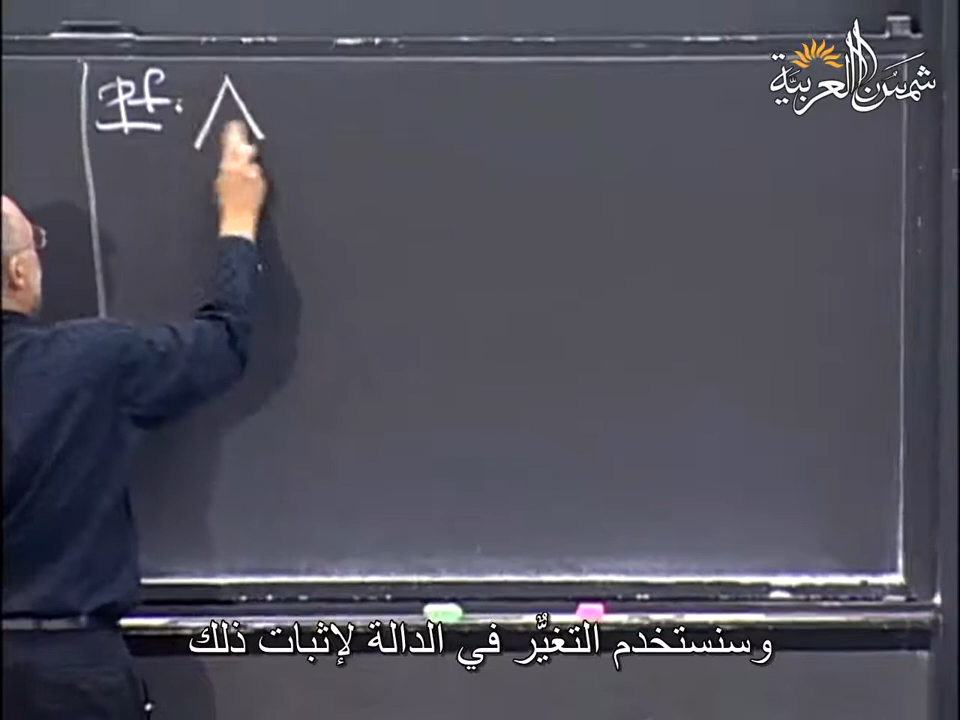 شمس العربية
Pf.
وسنستخدم التغيُّر في الدالة لإثبات ذلك